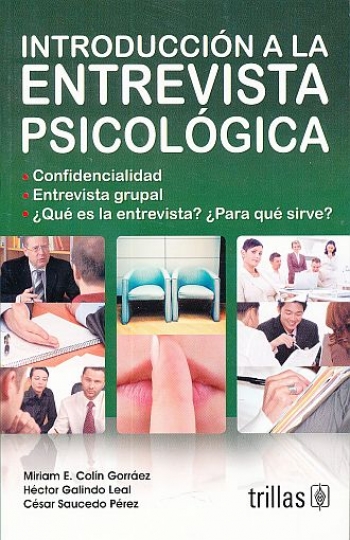 INTRODUCCIÓN A LA
ENTREVISTA
PSICOLÓGICA
• Confidencialidad
• Entrevista grupal
• ¿Qué es la entrevista? ¿Para qué sirve?
Miriam E. Colín Gorráez
Héctor Galindo Leal
César Saucedo Pérez
trillas